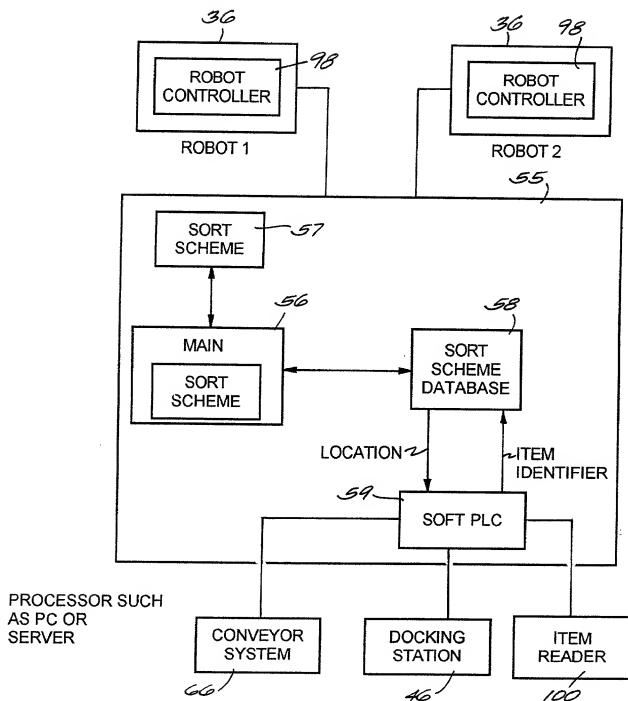 36
98
ROBOT
CONTROLLER
ROBOT 1
36
98
ROBOT
CONTROLLER
ROBOT 2
55
SORT
SCHEME
57
56
MAIN
SORT
SCHEME
58
SORT
SCHEME
DATABASE
LOCATION
ITEM
IDENTIFIER
59
SOFT PLC
PROCESSOR SUCH
AS PC OR
SERVER
CONVEYOR
SYSTEM
66
DOCKING
STATION
46
ITEM
READER
100